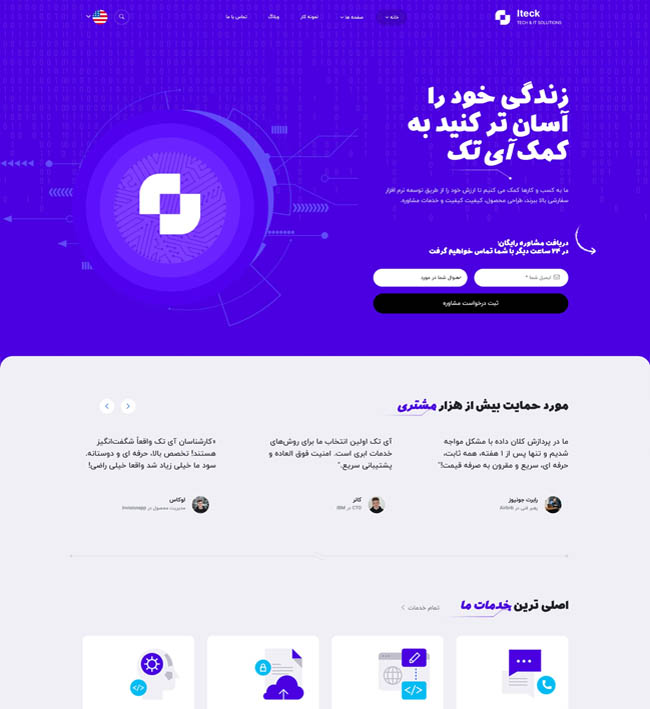 Iteck
TECH & IT SOLUTIONS
خانه
صفحه ها
نمونه کار
وبلاگ
تماس با ما
زندگی خود را
آسان تر کنید به
کمک آی تک
ما به کسب و کارها کمک می کنیم تا ارزش خود را از طریق توسعه نرم افزار
سفارشی بالا ببرند، طراحی محصول، کیفیت کیفیت و خدمات مشاوره.
دریافت مشاوره رایگان؛
در ۲۴ ساعت دیگر با شما تماس خواهیم گرفت
ایمیل شما *
سوال شما در مورد
ثبت درخواست مشاوره
مورد حمایت بیش از هزار مشتری
ما در پردازش کلان داده با مشکل مواجه
شدیم و تنها پس از ۱ هفته، همه ثابت،
حرفه ای، سریع و مقرون به صرفه قیمت!"
رابرت جونیوز
رهبر فنی در Airbnb
آی تک اولین انتخاب ما برای روش‌های
خدمات ابری است. امنیت فوق العاده و
پشتیبانی سریع."
کانر
CTO در IBM
«کارشناسان آی تک واقعاً شگفت‌انگیز
هستند! تخصص بالا، حرفه ای و دوستانه.
سود ما خیلی زیاد شد واقعا خیلی راضی!
لوکاس
مدیریت محصول در invisionapp
اصلی ترین خدمات ما
تمام خدمات